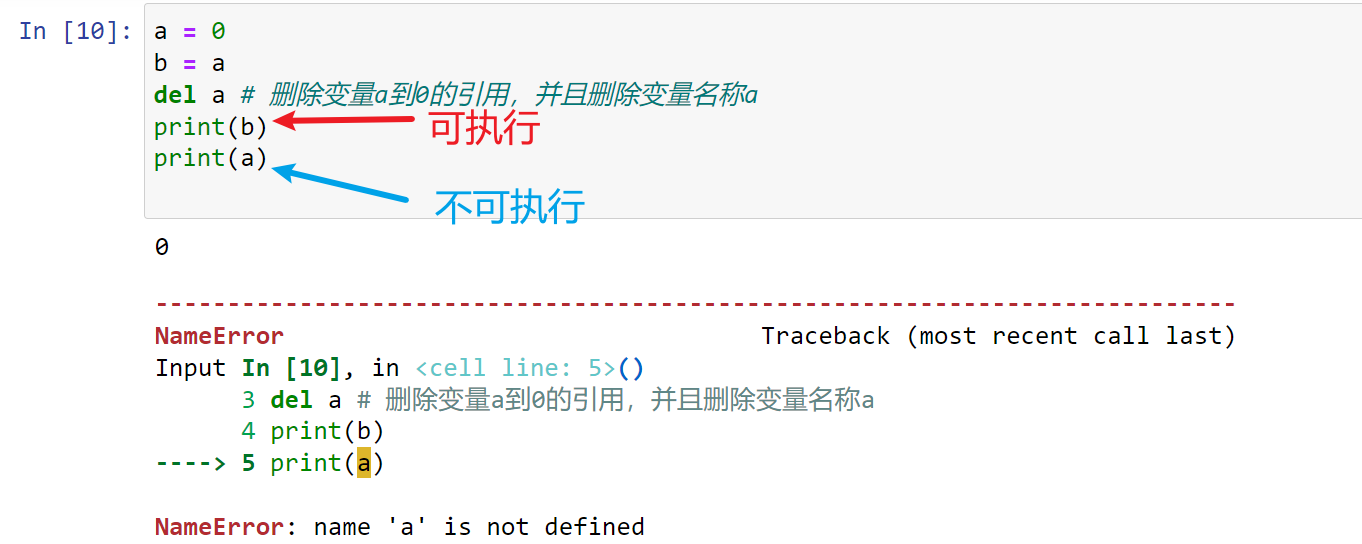 In [10]: a = 0
b = a
del a # 删除变量a到0的引用，并且删除变量名称a
print(b) 可执行
print(a)
不可执行
0
---------------------------------------------------------------------------
NameError Traceback (most recent call last)
Input In [10], in <cell line: 5>()
3 del a # 删除变量a到0的引用，并且删除变量名称a
4 print(b)
----> 5 print(a)
NameError: name 'a' is not defined